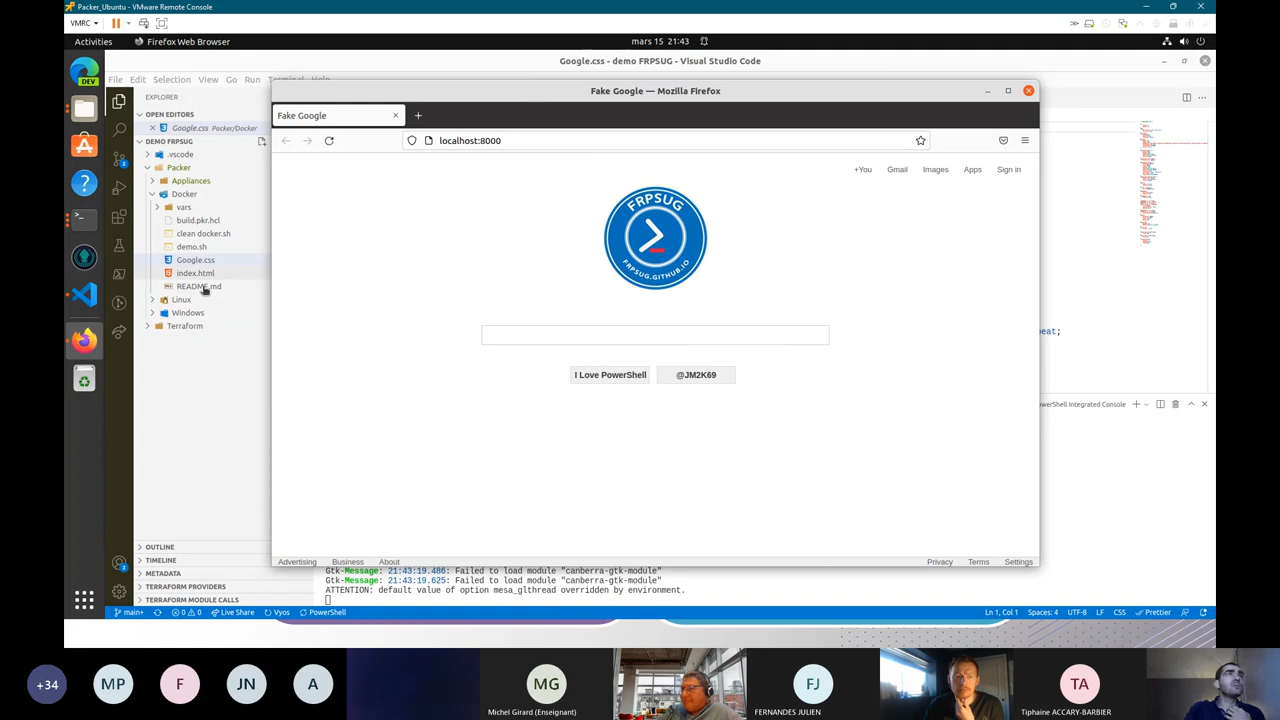 Packer_Ubuntu - VMware Remote Console
VMRC
Activities
Firefox Web Browser
mars 15 21:43
Google.css - demo FRPSUG - Visual Studio Code
File Edit Selection View Go Run Terminal Help
EXPLORER
OPEN EDITORS
Google.css Packer/Docker
DEMO FRPSUG
.vscode
Packer
Appliances
Docker
vars
build.pkr.hcl
clean docker.sh
demo.sh
Google.css
index.html
README.md
Linux
Windows
Terraform
OUTLINE
TIMELINE
METADATA
TERRAFORM PROVIDERS
TERRAFORM MODULE CALLS
DEV
Fake Google — Mozilla Firefox
Fake Google
localhost:8000
+You Gmail Images Apps Sign in
FRPSUG
FRPSUG.GITHUB.IO
I Love PowerShell
@JM2K69
Advertising Business About
Privacy Terms Settings
eat;
owerShell Integrated Console
Gtk-Message: 21:43:19.486: Failed to load module "canberra-gtk-module"
Gtk-Message: 21:43:19.625: Failed to load module "canberra-gtk-module"
ATTENTION: default value of option mesa_glthread overridden by environment.
main+ 0 0 Live Share Vyos PowerShell
Ln 1, Col 1 Spaces: 4 UTF-8 LF CSS Prettier
+34
MP
F
JN
A
MG
Michel Girard (Enseignant)
FJ
FERNANDES JULIEN
TA
Tiphaine ACCARY-BARBIER